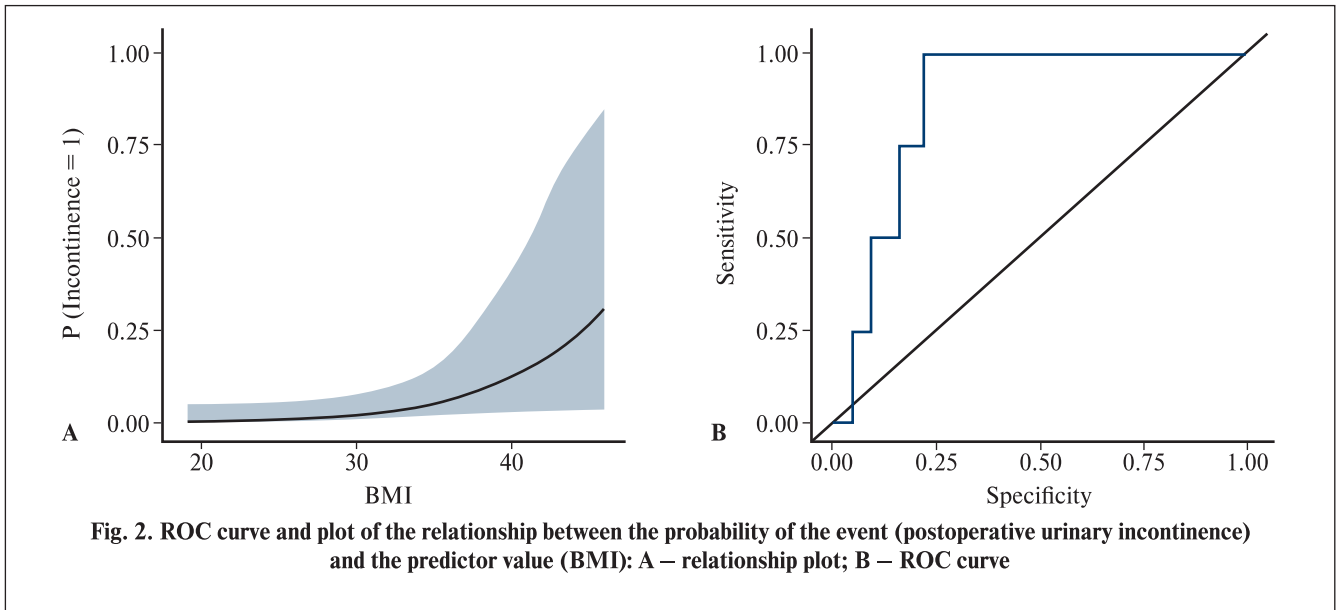 P (Incontinence = 1)
1.00
0.75
0.50
0.25
0.00
20 30 40
BMI
A
Sensitivity
1.00
0.75
0.50
0.25
0.00
0.00 0.25 0.50 0.75 1.00
Specificity
B
Fig. 2. ROC curve and plot of the relationship between the probability of the event (postoperative urinary incontinence)
and the predictor value (BMI): A – relationship plot; B – ROC curve